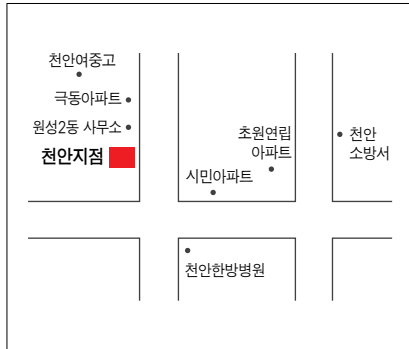 천안여중고
극동아파트
원성2동 사무소
천안지점
초원연립
아파트
시민아파트
천안
소방서
천안한방병원